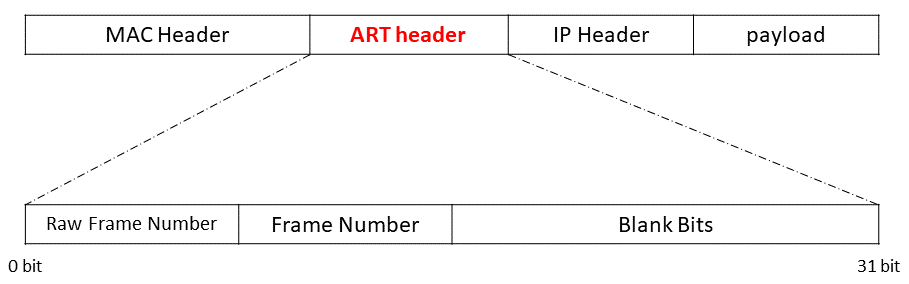 MAC Header ART header IP Header payload
Raw Frame Number Frame Number Blank Bits
0 bit 31 bit